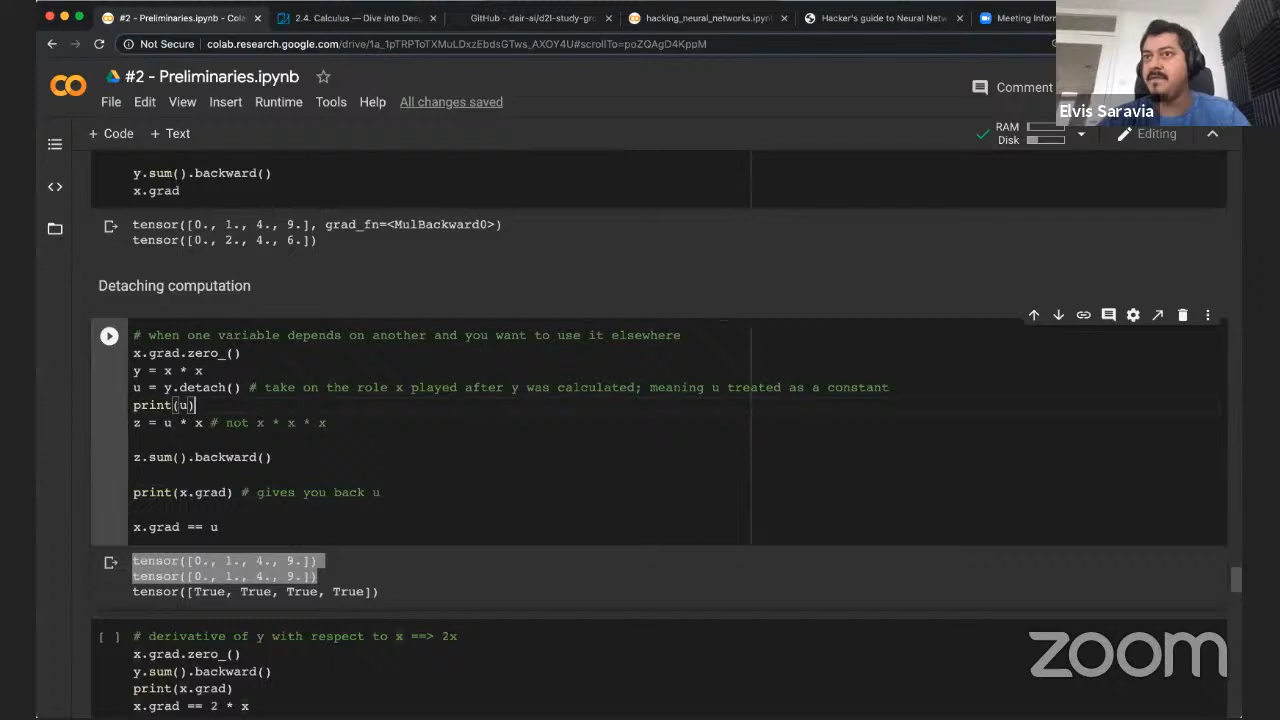 #2 - Preliminaries.ipynb - Cola
2.4. Calculus — Dive into Dee
GitHub - dair-ai/d2l-study-gro
hacking_neural_networks.ipyn
Hacker's guide to Neural Netw
Meeting Inforn
Not Secure colab.research.google.com/drive/1a_1pTRPToTXMuLDxzEbdsGTws_AXOY4U#scrollTo=poZQAgD4KppM
#2 - Preliminaries.ipynb
File Edit View Insert Runtime Tools Help All changes saved
Comment
Elvis Saravia
+ Code + Text
RAM
Disk
Editing
y.sum().backward()
x.grad
tensor([0., 1., 4., 9.], grad_fn=<MulBackward0>)
tensor([0., 2., 4., 6.])
Detaching computation
# when one variable depends on another and you want to use it elsewhere
x.grad.zero_()
y = x * x
u = y.detach() # take on the role x played after y was calculated; meaning u treated as a constant
print(u)
z = u * x # not x * x * x
z.sum().backward()
print(x.grad) # gives you back u
x.grad == u
tensor([0., 1., 4., 9.])
tensor([0., 1., 4., 9.])
tensor([True, True, True, True])
[ ] # derivative of y with respect to x ==> 2x
x.grad.zero_()
y.sum().backward()
print(x.grad)
x.grad == 2 * x
zoom